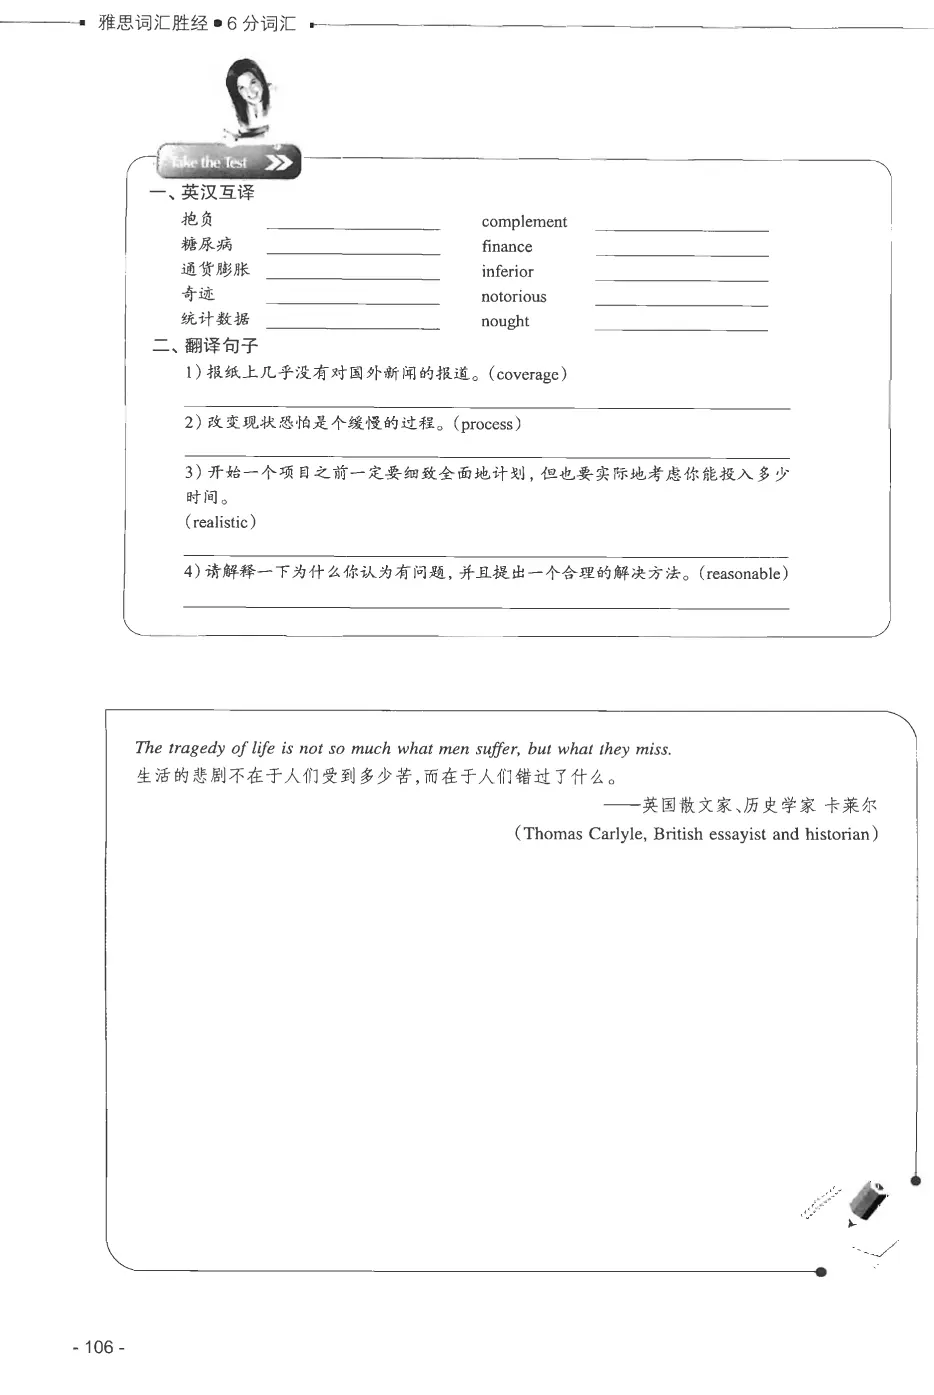 雅思词汇胜经●6分词汇
Take the Test
一、英汉互译
抱负 complement
糖尿病 finance
通货膨胀 inferior
奇迹 notorious
统计数据 nought
二、翻译句子
1)报纸上几乎没有对国外新闻的报道。(coverage)
2)改变现状恐怕是个缓慢的过程。(process)
3)开始一个项目之前一定要细致全面地计划,但也要实际地考虑你能投入多少
时间。
(realistic)
4)请解释一下为什么你认为有问题,并且提出一个合理的解决方法。(reasonable)
The tragedy of life is not so much what men suffer, but what they miss.
生活的悲剧不在于人们受到多少苦,而在于人们错过了什么。
——英国散文家、历史学家 卡莱尔
(Thomas Carlyle, British essayist and historian)
- 106 -